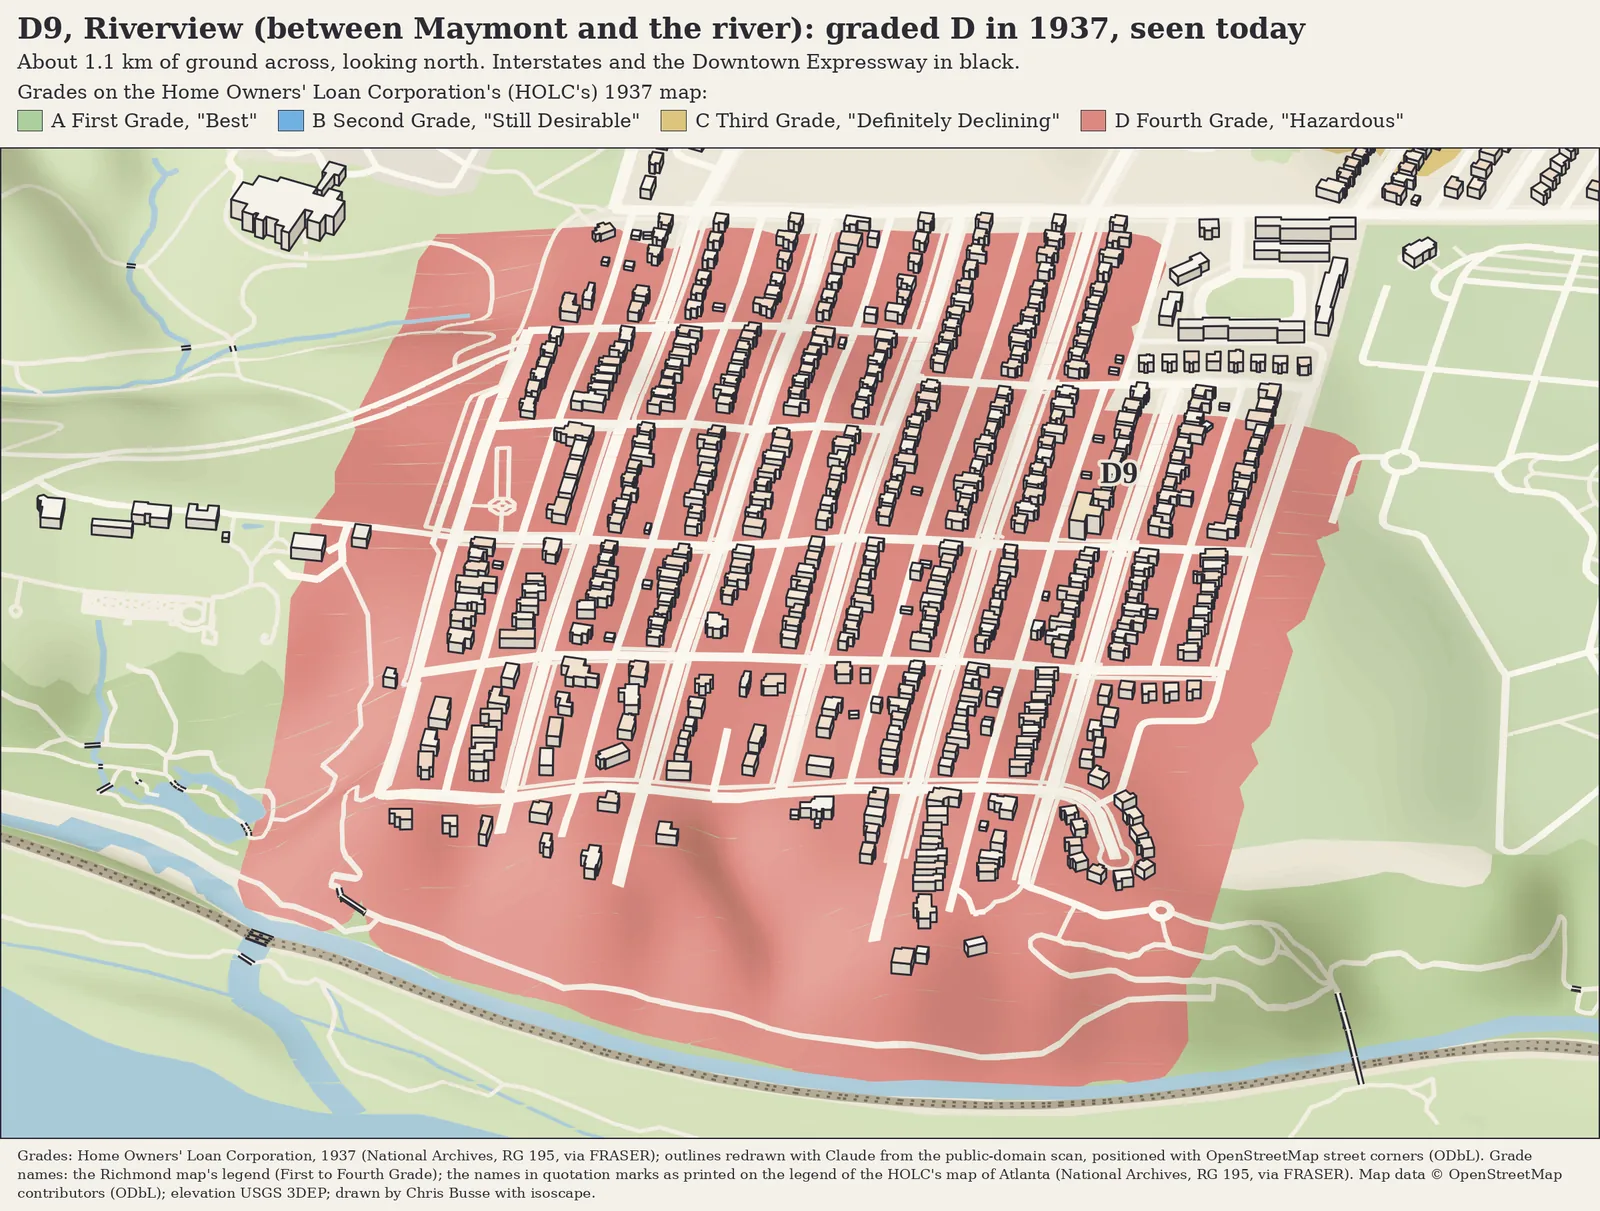 D9, Riverview (between Maymont and the river): graded D in 1937, seen today
About 1.1 km of ground across, looking north. Interstates and the Downtown Expressway in black.
Grades on the Home Owners' Loan Corporation's (HOLC's) 1937 map:
A First Grade, "Best" B Second Grade, "Still Desirable" C Third Grade, "Definitely Declining" D Fourth Grade, "Hazardous"
D9
Grades: Home Owners' Loan Corporation, 1937 (National Archives, RG 195, via FRASER); outlines redrawn with Claude from the public-domain scan, positioned with OpenStreetMap street corners (ODbL). Grade
names: the Richmond map's legend (First to Fourth Grade); the names in quotation marks as printed on the legend of the HOLC's map of Atlanta (National Archives, RG 195, via FRASER). Map data © OpenStreetMap
contributors (ODbL); elevation USGS 3DEP; drawn by Chris Busse with isoscape.